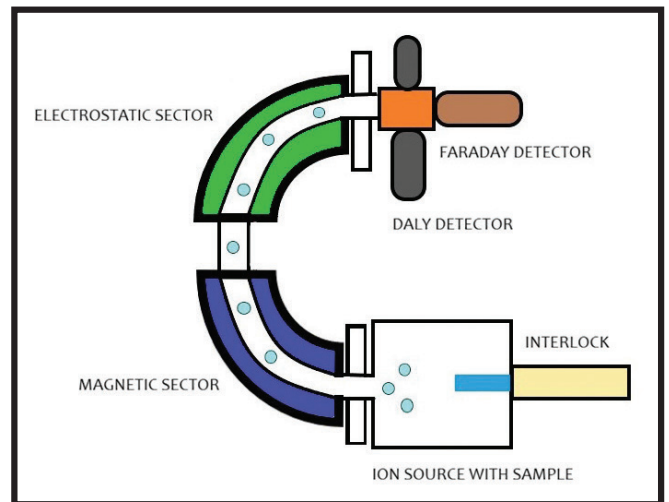 ELECTROSTATIC SECTOR
FARADAY DETECTOR
DALY DETECTOR
INTERLOCK
MAGNETIC SECTOR
ION SOURCE WITH SAMPLE